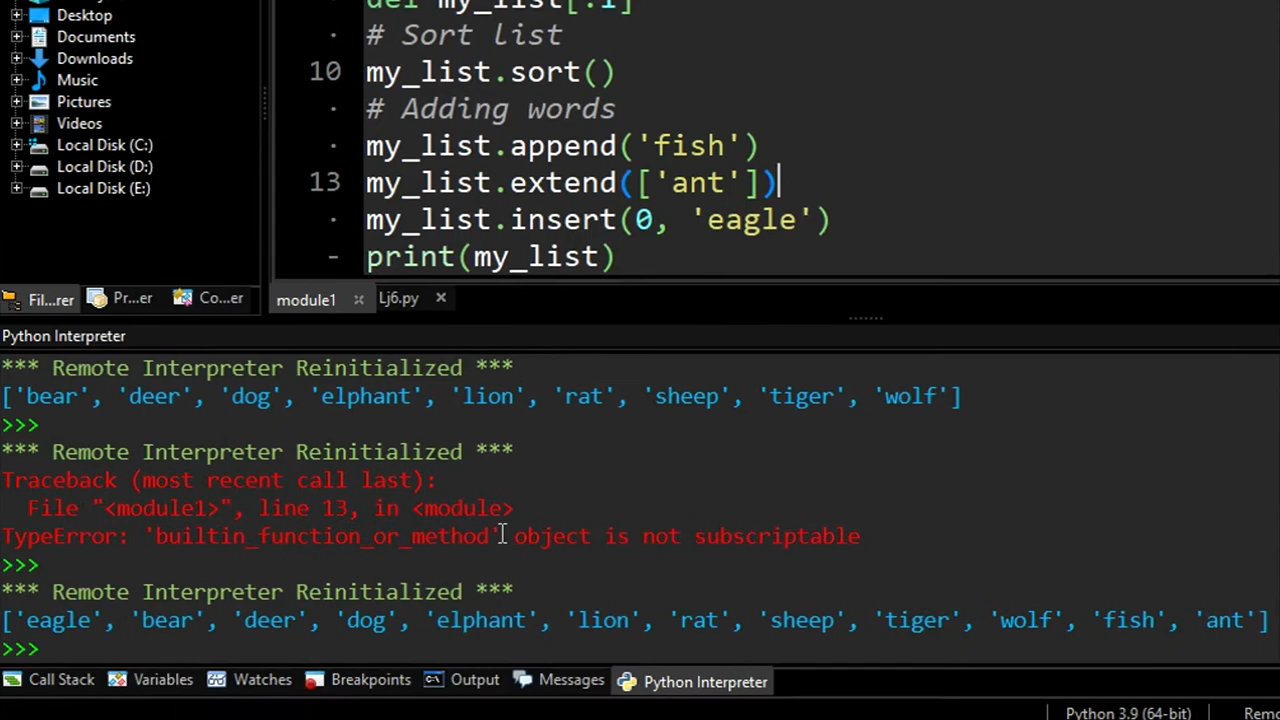 Desktop
Documents
Downloads
Music
Pictures
Videos
Local Disk (C:)
Local Disk (D:)
Local Disk (E:)
my_list[:1]
# Sort list
10 my_list.sort()
# Adding words
my_list.append('fish')
13 my_list.extend(['ant'])
my_list.insert(0, 'eagle')
print(my_list)
Fil...rer Pr...er Co...er module1 Lj6.py
Python Interpreter
*** Remote Interpreter Reinitialized ***
['bear', 'deer', 'dog', 'elphant', 'lion', 'rat', 'sheep', 'tiger', 'wolf']
>>>
*** Remote Interpreter Reinitialized ***
Traceback (most recent call last):
File "<module1>", line 13, in <module>
TypeError: 'builtin_function_or_method' object is not subscriptable
>>>
*** Remote Interpreter Reinitialized ***
['eagle', 'bear', 'deer', 'dog', 'elphant', 'lion', 'rat', 'sheep', 'tiger', 'wolf', 'fish', 'ant']
>>>
Call Stack Variables Watches Breakpoints Output Messages Python Interpreter
Python 3.9 (64-bit) Remo